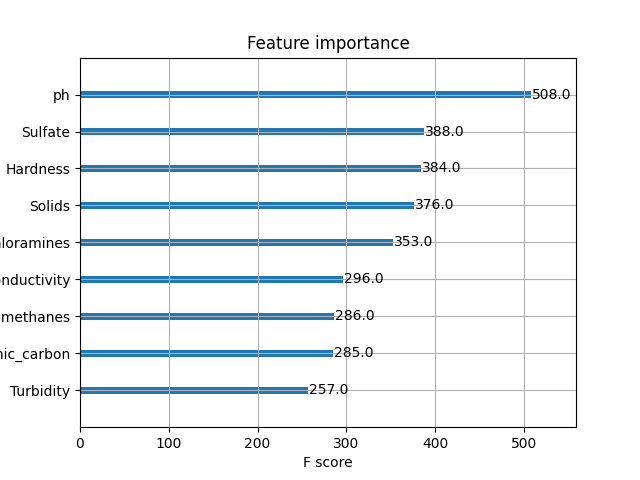 Feature importance
ph 508.0
Sulfate 388.0
Hardness 384.0
Solids 376.0
loramines 353.0
onductivity 296.0
methanes 286.0
nic_carbon 285.0
Turbidity 257.0
0 100 200 300 400 500
F score